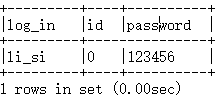 +-------+----+--------+
|log_in |id |password|
+-------+----+--------+
|li_si |0 |123456 |
+-------+----+--------+
1 rows in set (0.00sec)